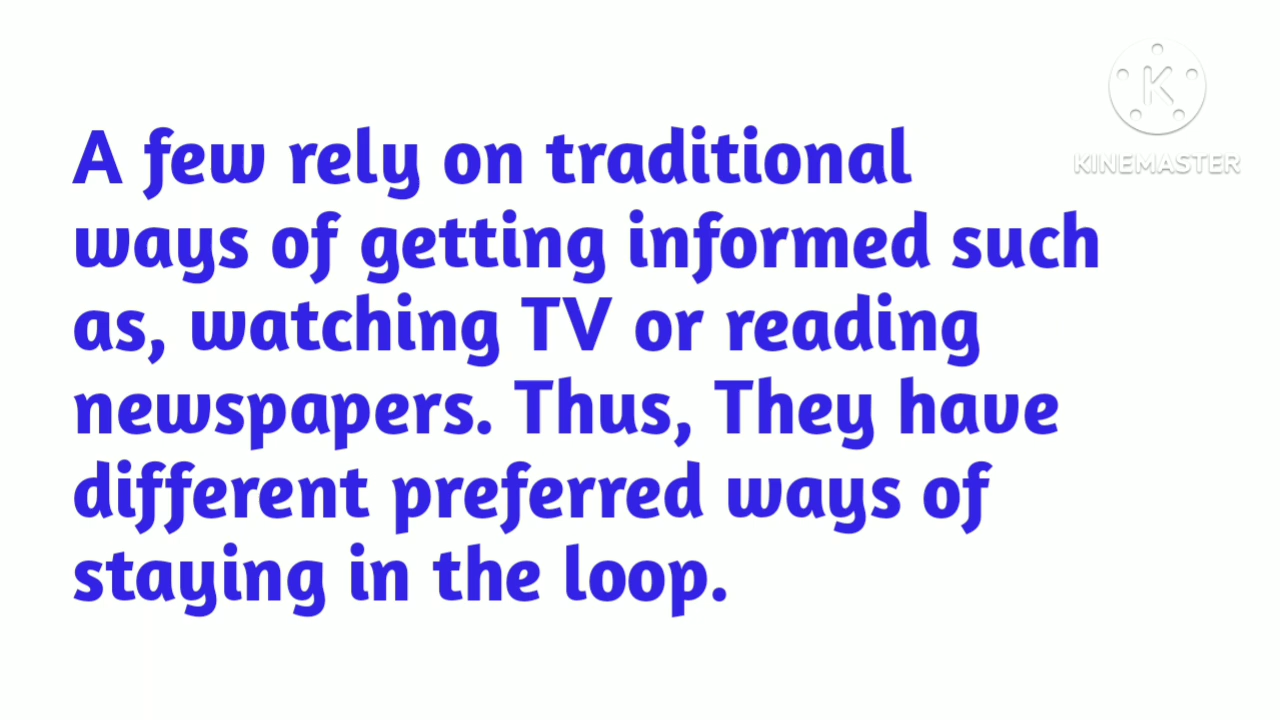 A few rely on traditional
ways of getting informed such
as, watching TV or reading
newspapers. Thus, They have
different preferred ways of
staying in the loop.
K
KINEMASTER